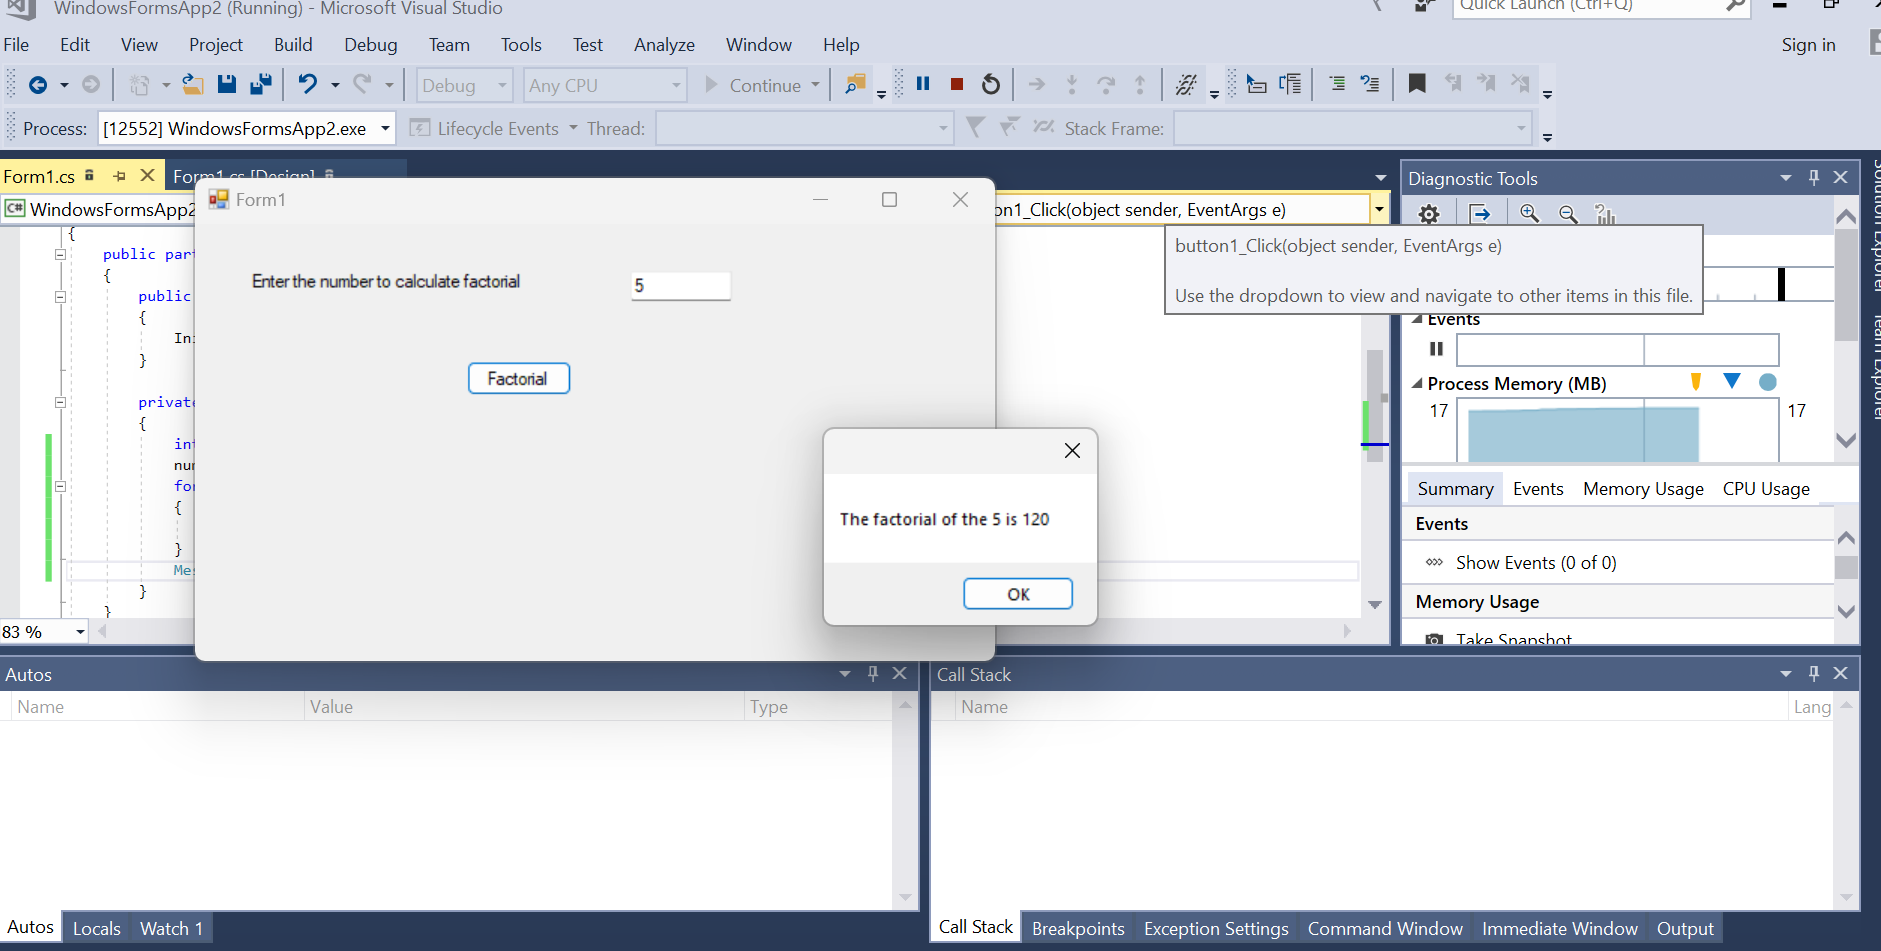 WindowsFormsApp2 (Running) - Microsoft Visual Studio
Quick Launch (Ctrl+Q)
File Edit View Project Build Debug Team Tools Test Analyze Window Help Sign in
Debug Any CPU Continue
Process: [12552] WindowsFormsApp2.exe Lifecycle Events Thread: Stack Frame:
Form1.cs Form1.cs [Design]
C# WindowsFormsApp2
on1_Click(object sender, EventArgs e)
{
public par
{
public
{
Ini
}
private
{
int
num
for
{
}
Mes
}
}
83 %
Form1
Enter the number to calculate factorial 5
Factorial
The factorial of the 5 is 120
OK
button1_Click(object sender, EventArgs e)
Use the dropdown to view and navigate to other items in this file.
Diagnostic Tools
Events
Process Memory (MB)
17 17
Summary Events Memory Usage CPU Usage
Events
Show Events (0 of 0)
Memory Usage
Take Snapshot
Solution Explorer
Team Explorer
Autos
Name Value Type
Autos Locals Watch 1
Call Stack
Name Lang
Call Stack Breakpoints Exception Settings Command Window Immediate Window Output